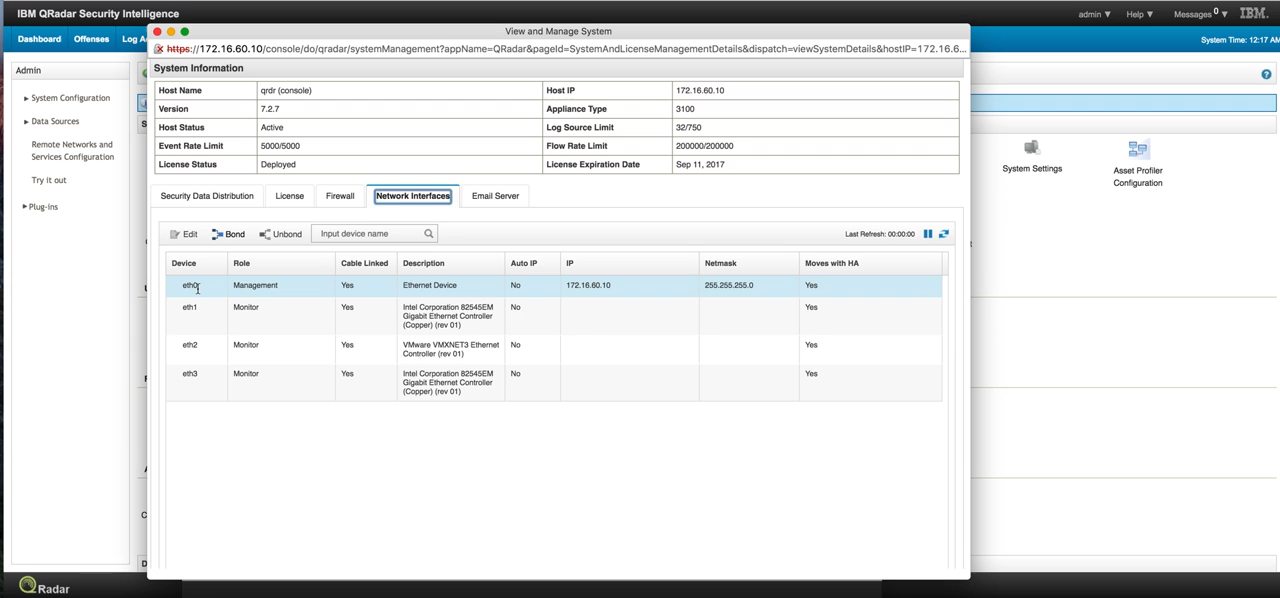 IBM QRadar Security Intelligence
admin ▼ Help ▼ Messages 0 ▼ IBM.
Dashboard Offenses Log A
System Time: 12:17 AM
View and Manage System
https://172.16.60.10/console/do/qradar/systemManagement?appName=QRadar&pageId=SystemAndLicenseManagementDetails&dispatch=viewSystemDetails&hostIP=172.16.6...
Admin
System Configuration
Data Sources
Remote Networks and
Services Configuration
Try it out
Plug-ins
System Information
Host Name qrdr (console) Host IP 172.16.60.10
Version 7.2.7 Appliance Type 3100
Host Status Active Log Source Limit 32/750
Event Rate Limit 5000/5000 Flow Rate Limit 200000/200000
License Status Deployed License Expiration Date Sep 11, 2017
Security Data Distribution License Firewall Network Interfaces Email Server
Edit Bond Unbond Input device name Last Refresh: 00:00:00
Device Role Cable Linked Description Auto IP IP Netmask Moves with HA
eth0 Management Yes Ethernet Device No 172.16.60.10 255.255.255.0 Yes
eth1 Monitor Yes Intel Corporation 82545EM No Yes
Gigabit Ethernet Controller
(Copper) (rev 01)
eth2 Monitor Yes VMware VMXNET3 Ethernet No Yes
Controller (rev 01)
eth3 Monitor Yes Intel Corporation 82545EM No Yes
Gigabit Ethernet Controller
(Copper) (rev 01)
System Settings
Asset Profiler
Configuration
QRadar